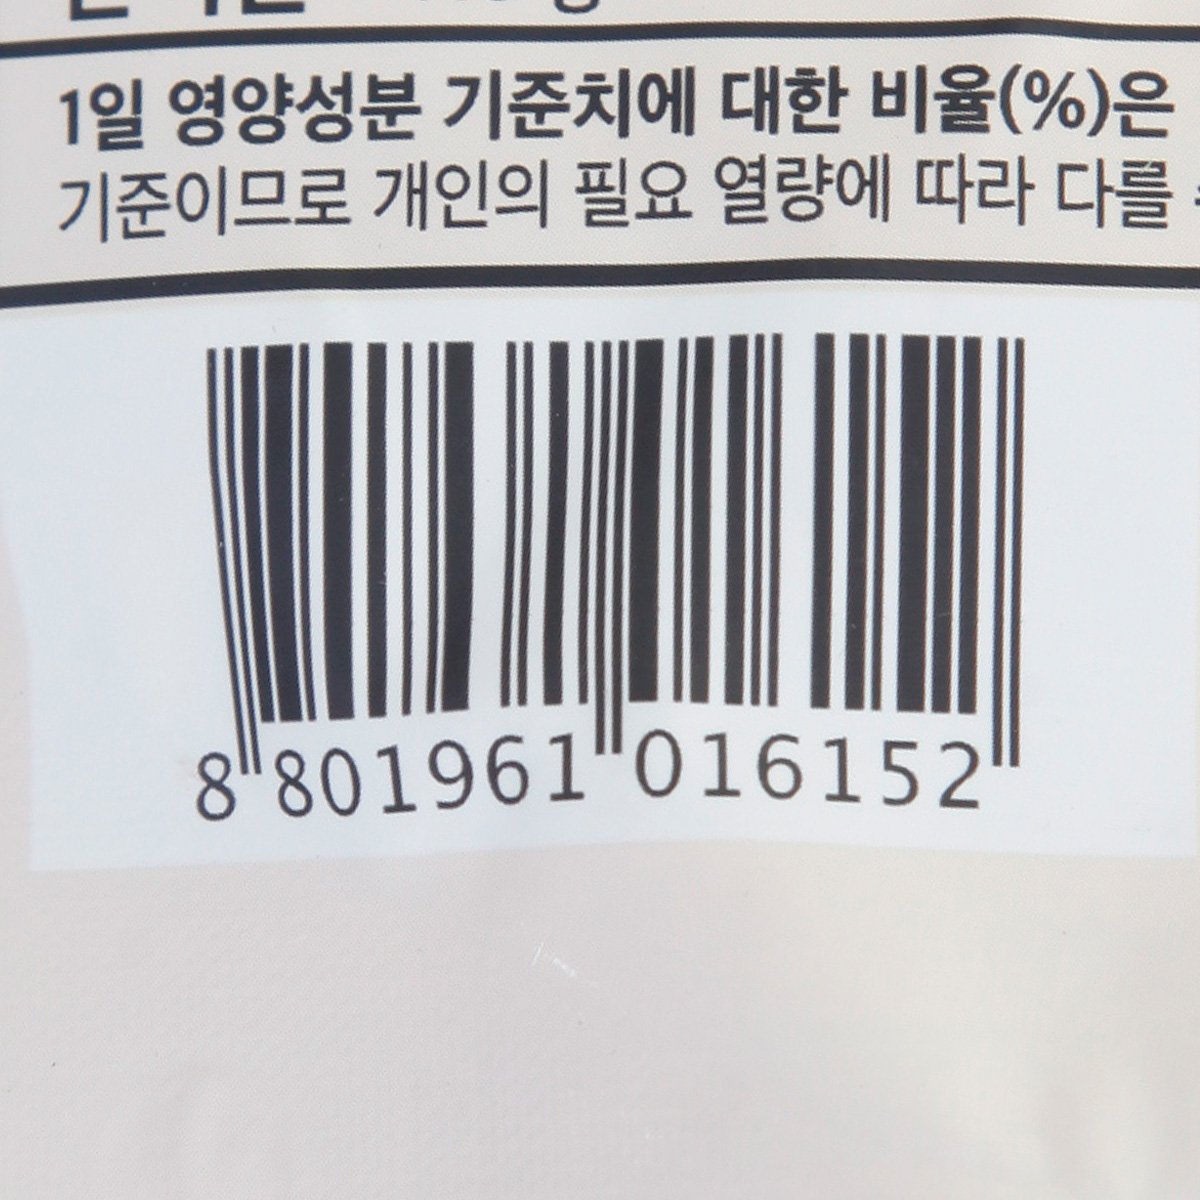 1일 영양성분 기준치에 대한 비율(%)은
기준이므로 개인의 필요 열량에 따라 다를
8 801961 016152